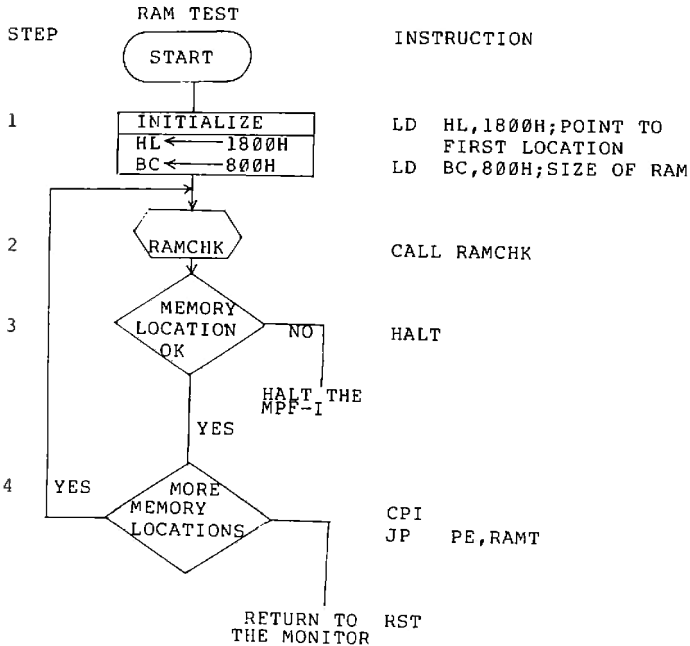 RAM TEST
STEP INSTRUCTION
START
1 INITIALIZE LD HL,1800H;POINT TO
HL ← 1800H FIRST LOCATION
BC ← 800H LD BC,800H;SIZE OF RAM
2 RAMCHK CALL RAMCHK
MEMORY
3 LOCATION NO HALT
OK
HALT THE
MPF-I
YES
4 YES MORE
MEMORY CPI
LOCATIONS JP PE,RAMT
RETURN TO RST
THE MONITOR